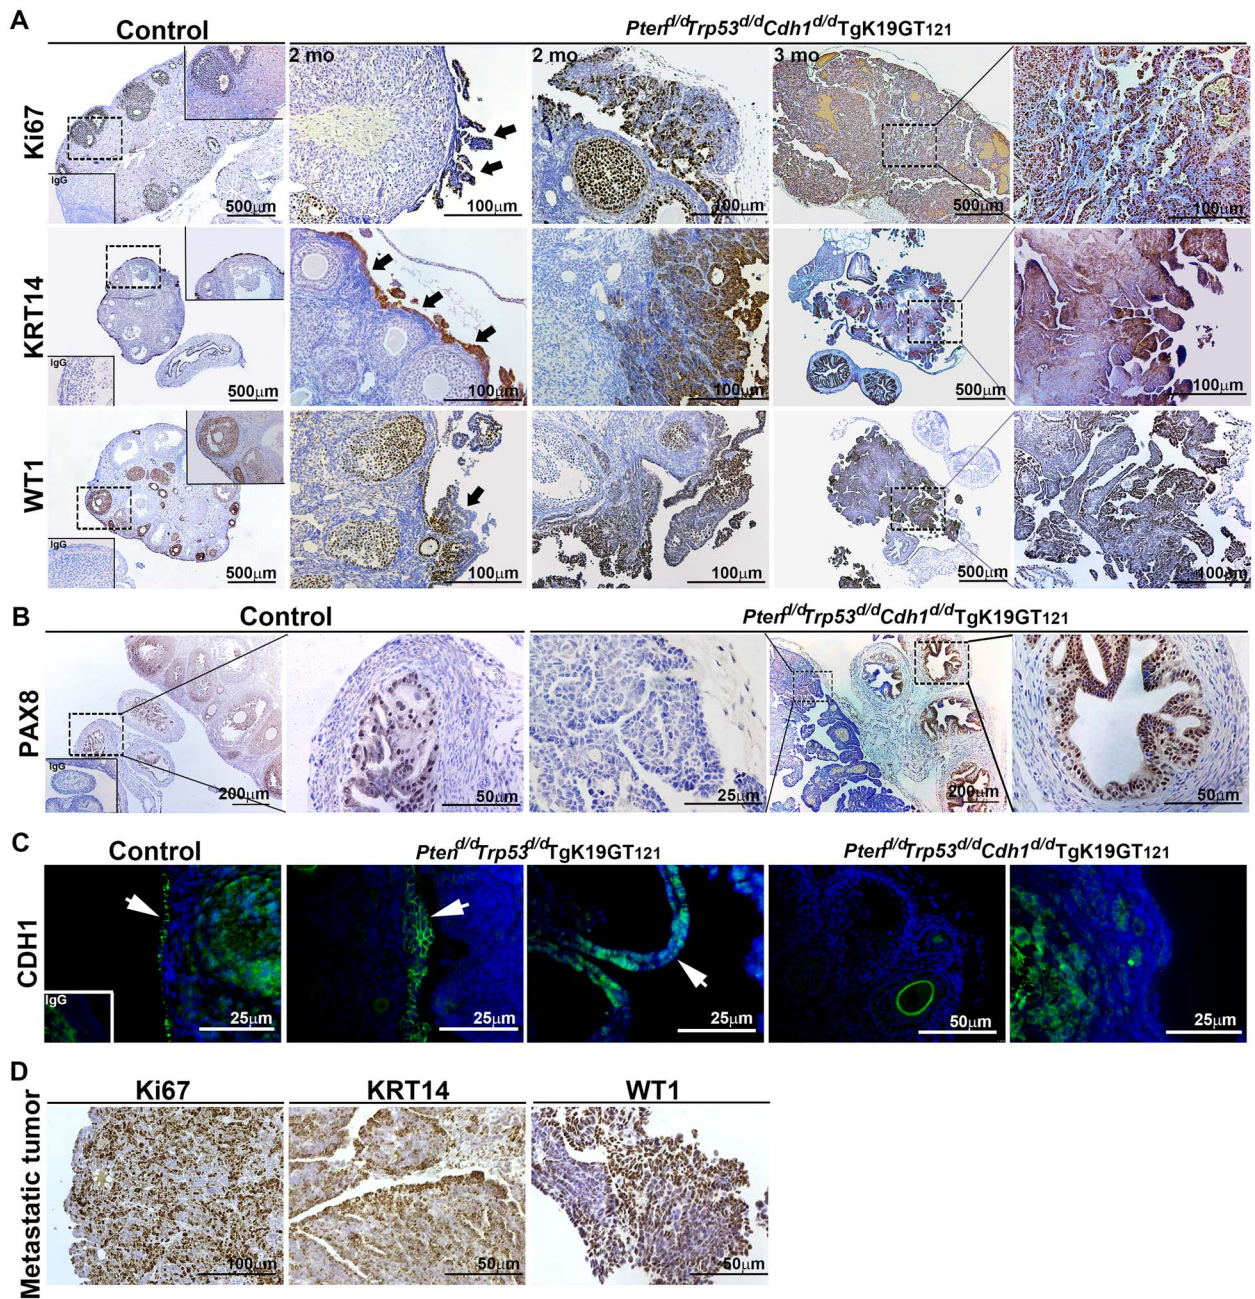 A
Control
Pten d/d Trp53 d/d Cdh1 d/d TgK19GT121
Ki67
IgG
500μm
2 mo
100μm
2 mo
100μm
3 mo
500μm
100μm
KRT14
IgG
500μm
100μm
100μm
500μm
100μm
WT1
IgG
500μm
100μm
100μm
500μm
100μm
B
Control
Pten d/d Trp53 d/d Cdh1 d/d TgK19GT121
PAX8
IgG
200μm
50μm
25μm
200μm
50μm
C
Control
Pten d/d Trp53 d/d TgK19GT121
Pten d/d Trp53 d/d Cdh1 d/d TgK19GT121
CDH1
IgG
25μm
25μm
25μm
50μm
25μm
D
Ki67
KRT14
WT1
Metastatic tumor
100μm
50μm
50μm